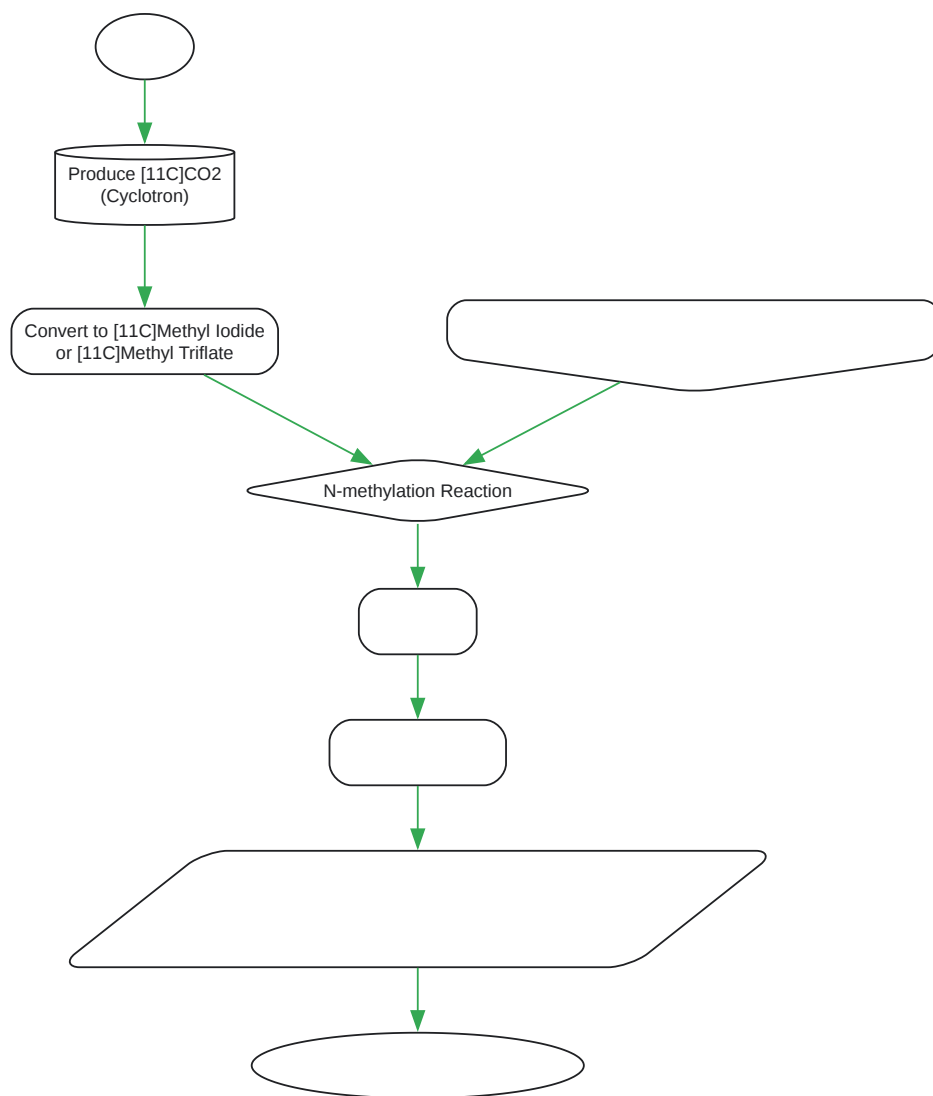 Produce [11C]CO2
(Cyclotron)
Convert to [11C]Methyl Iodide
or [11C]Methyl Triflate
N-methylation Reaction